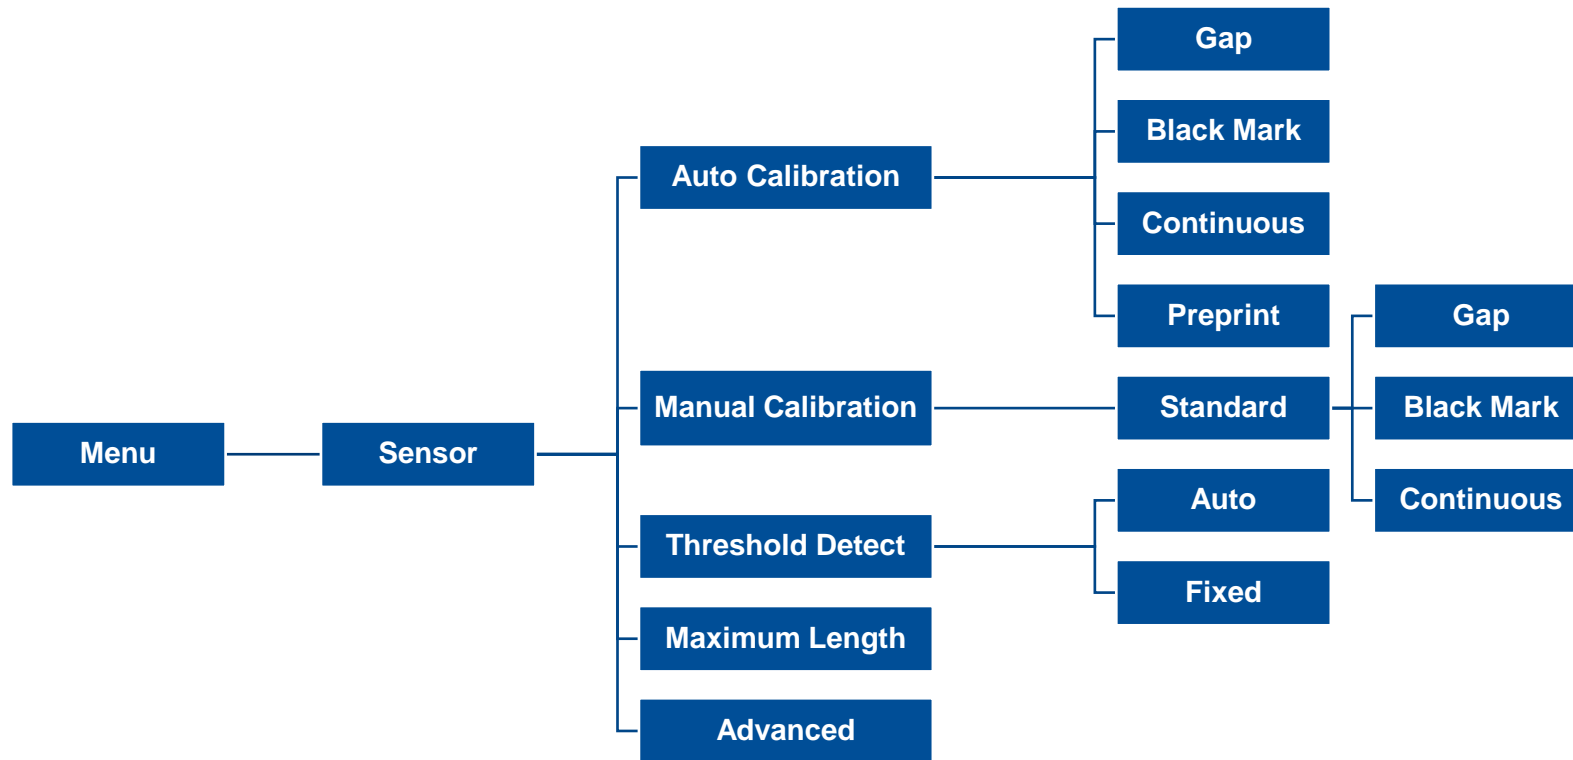 Gap
Black Mark
Auto Calibration
Continuous
Preprint
Gap
Manual Calibration
Standard
Black Mark
Menu
Sensor
Auto
Continuous
Threshold Detect
Fixed
Maximum Length
Advanced